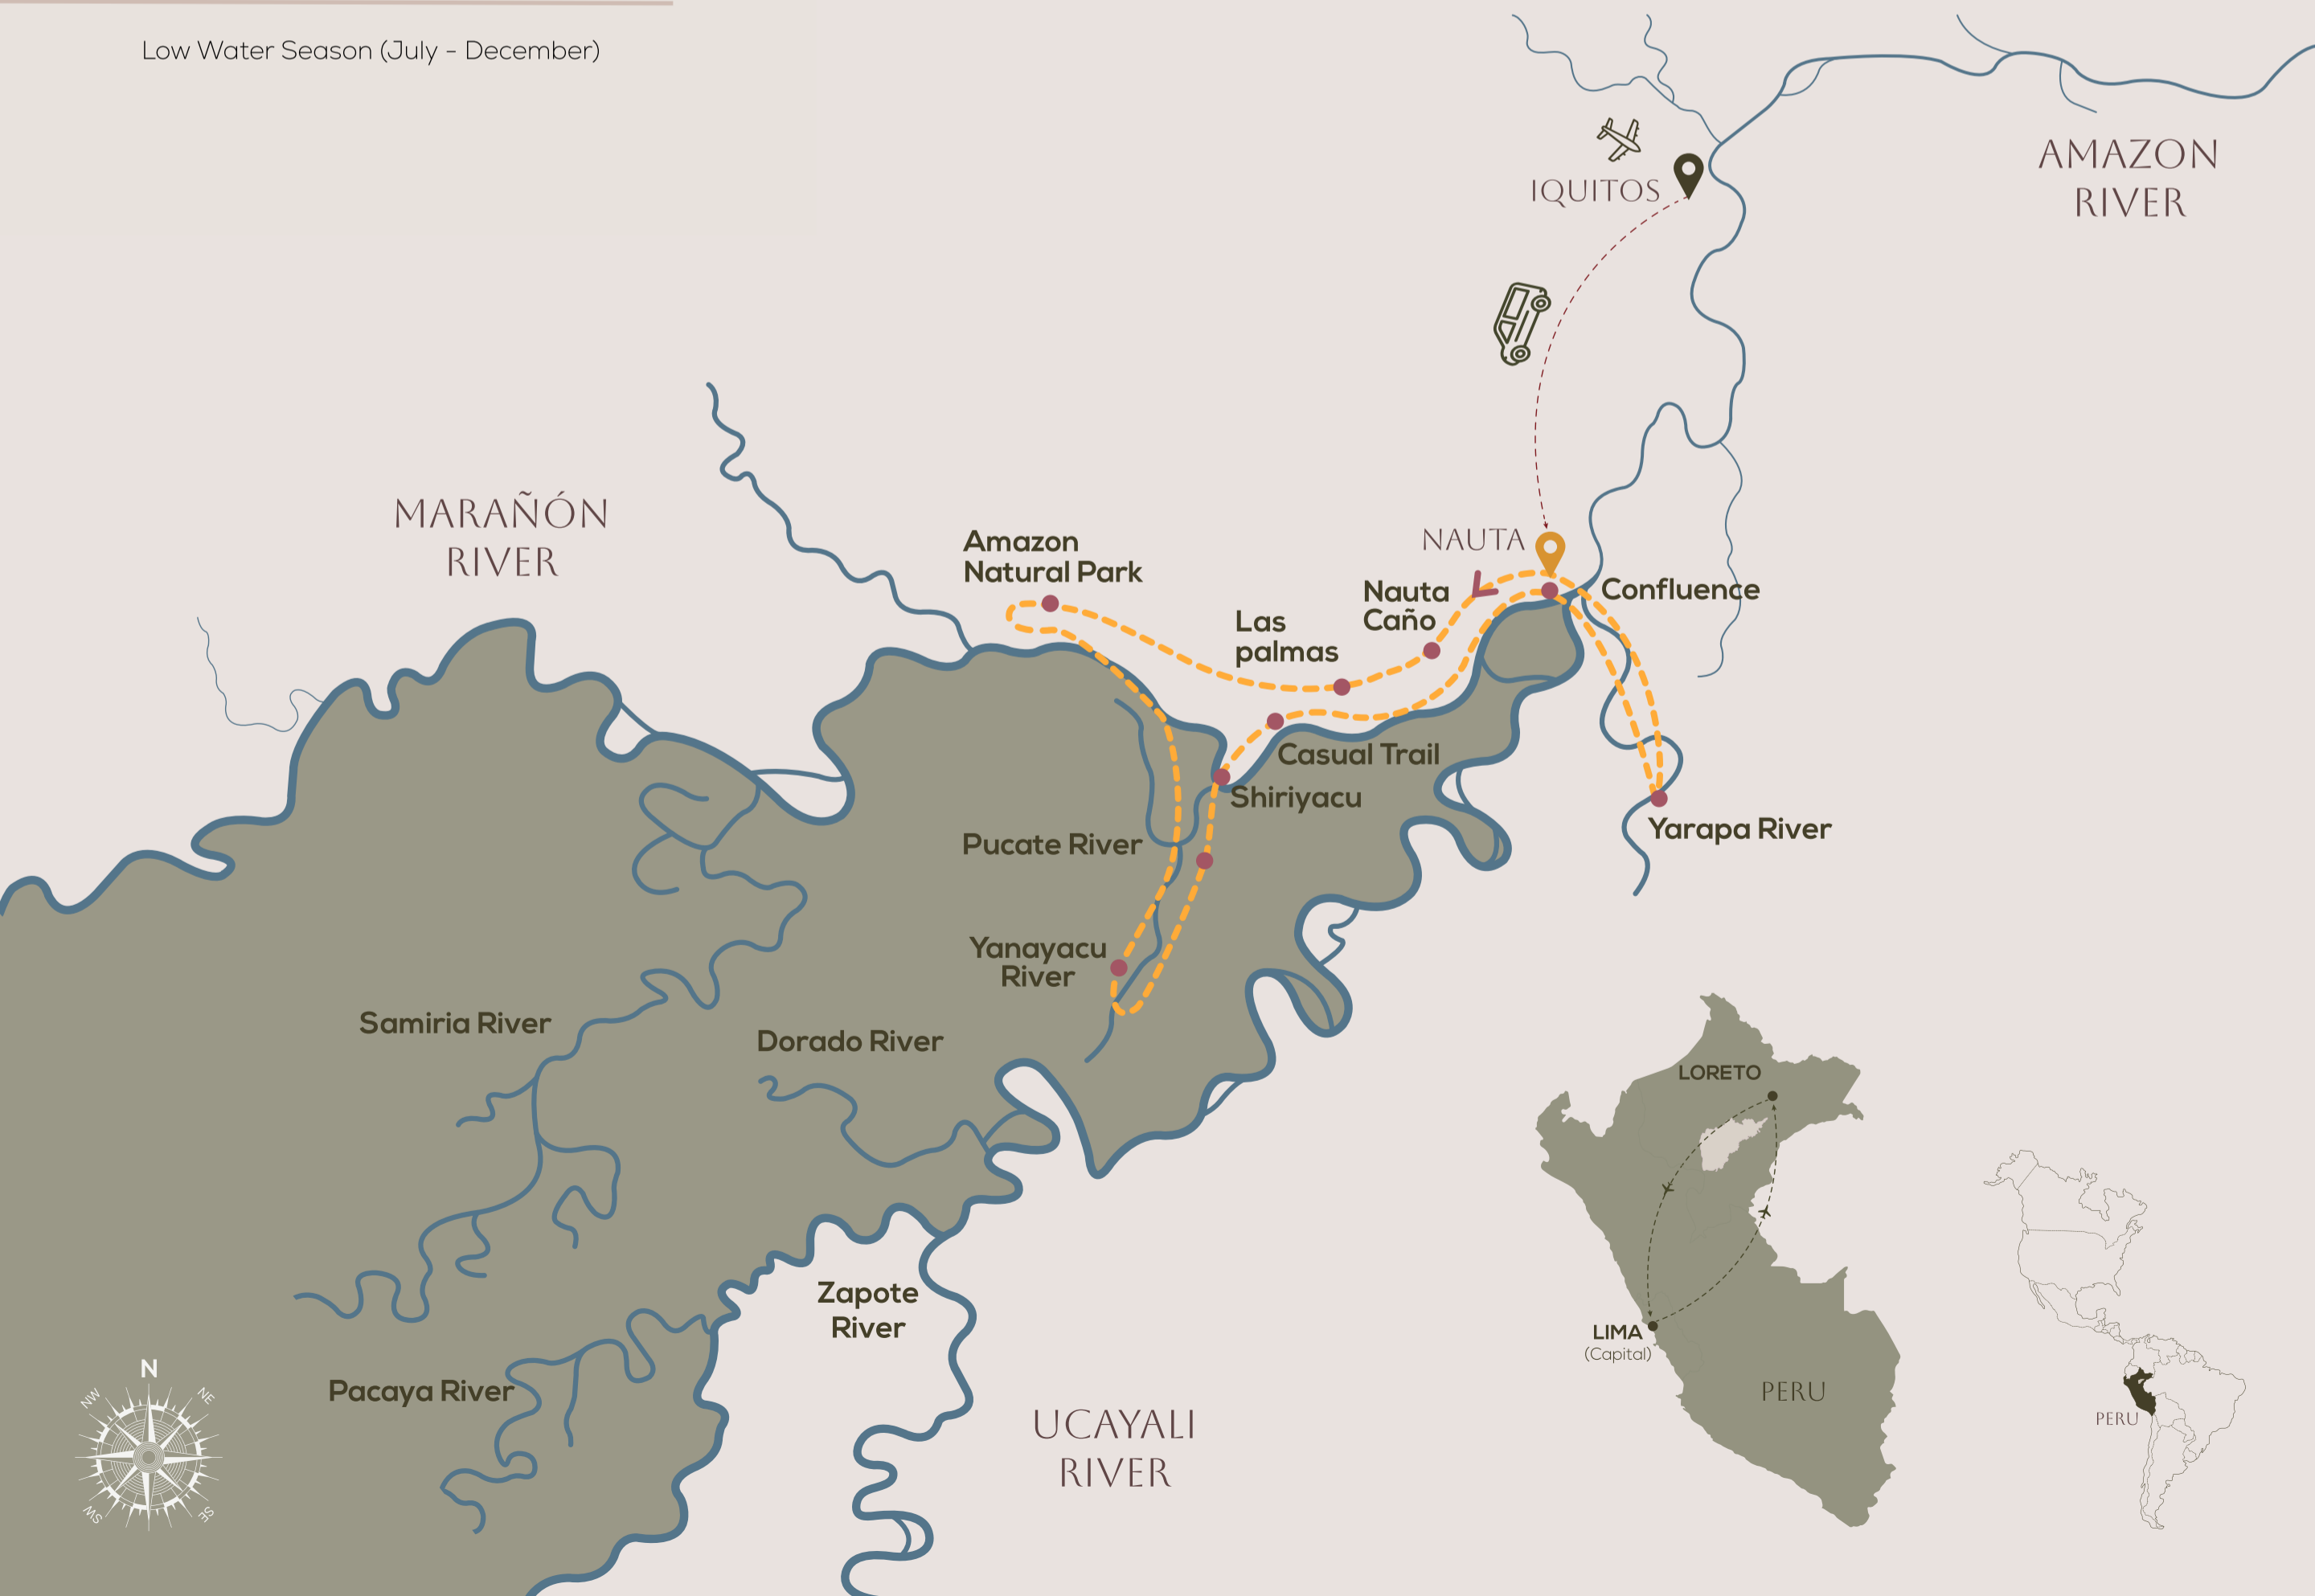 Low Water Season (July - December)
AMAZON
RIVER
IQUITOS
MARAÑÓN
RIVER
NAUTA
Amazon
Natural Park
Nauta
Caño
Confluence
Las
palmas
Casual Trail
Shiriyacu
Yarapa River
Pucate River
Yanayacu
River
Samiria River
Dorado River
LORETO
Zapote
River
LIMA
(Capital)
PERU
Pacaya River
UCAYALI
RIVER
PERU
N
NW
NE
SW
SE